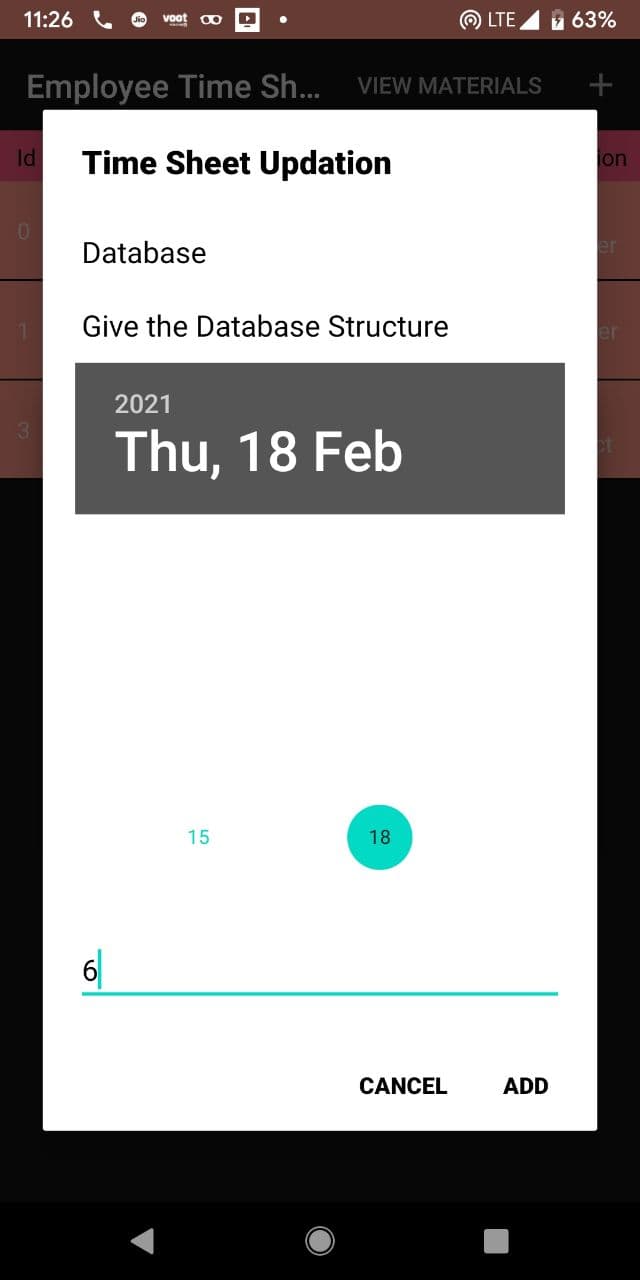 11:26 Jio voot LTE 63%
Employee Time Sh... VIEW MATERIALS +
Id ion
Time Sheet Updation
0 er
Database
1 er
Give the Database Structure
2021
3 ct
Thu, 18 Feb
15 18
6
CANCEL ADD